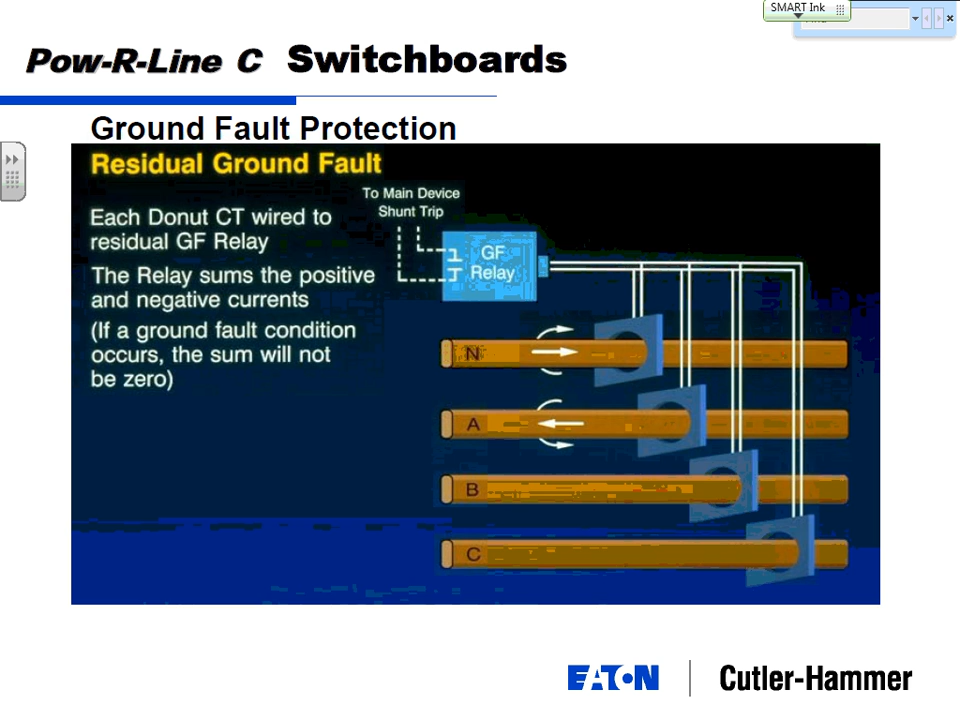 SMART Ink
Pow-R-Line C Switchboards
Ground Fault Protection
Residual Ground Fault
To Main Device
Shunt Trip
Each Donut CT wired to
residual GF Relay
GF
Relay
The Relay sums the positive
and negative currents
(If a ground fault condition
occurs, the sum will not
be zero)
N
A
B
C
EATON
Cutler-Hammer